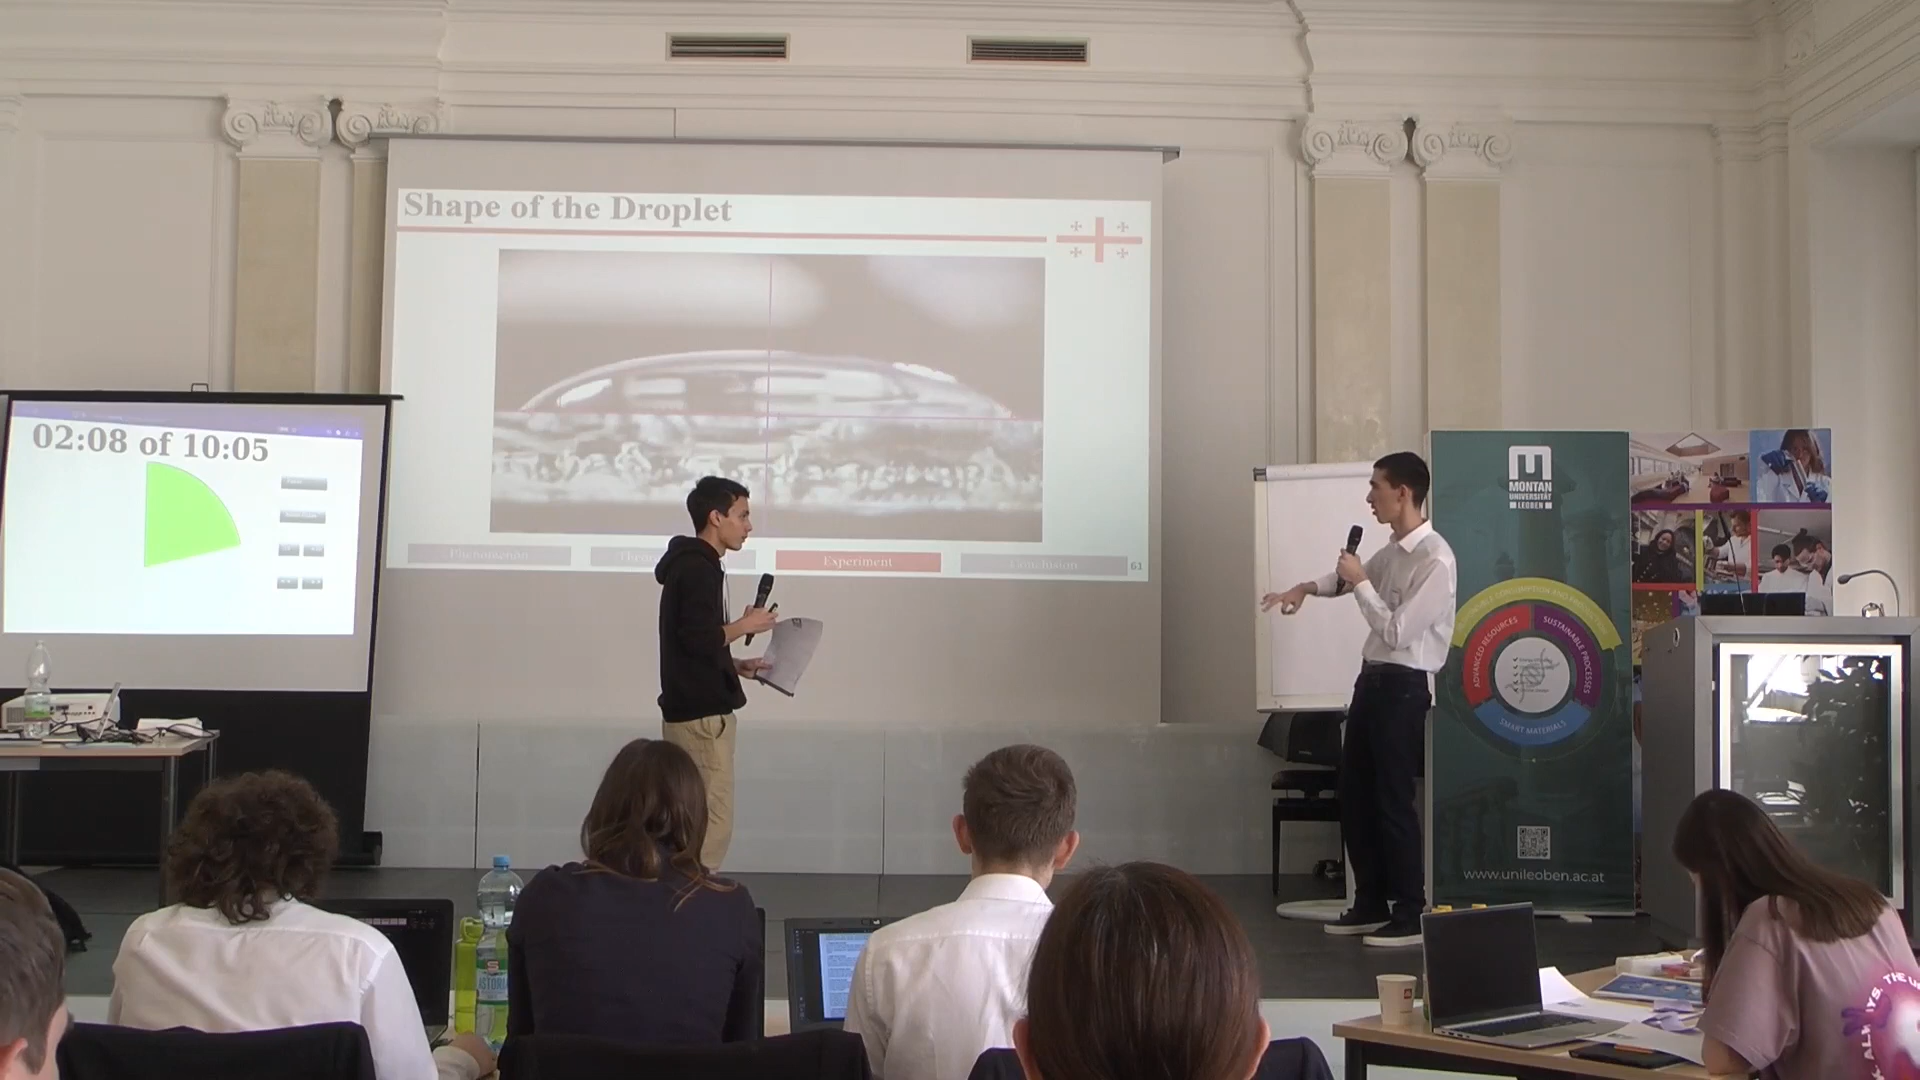 Shape of the Droplet
Phenomenon
Experiment
Conclusion
61
02:08 of 10:05
MONTAN
UNIVERSITÄT
LEOBEN
ADVANCED RESOURCES
SUSTAINABLE PROCESSES
SMART MATERIALS
www.unileoben.ac.at